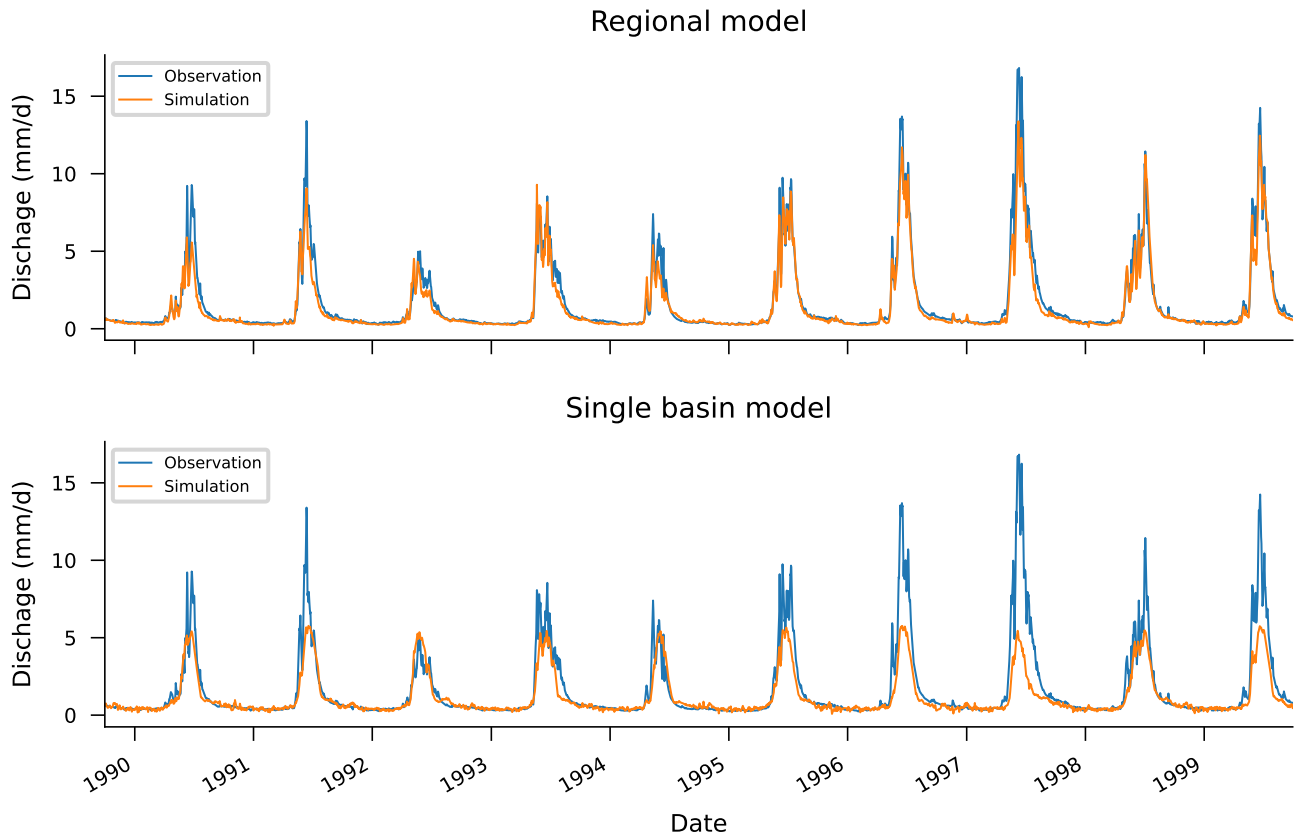 Regional model
Observation
Simulation
Dischage (mm/d)
15
10
5
0
Single basin model
Observation
Simulation
Dischage (mm/d)
15
10
5
0
1990 1991 1992 1993 1994 1995 1996 1997 1998 1999
Date